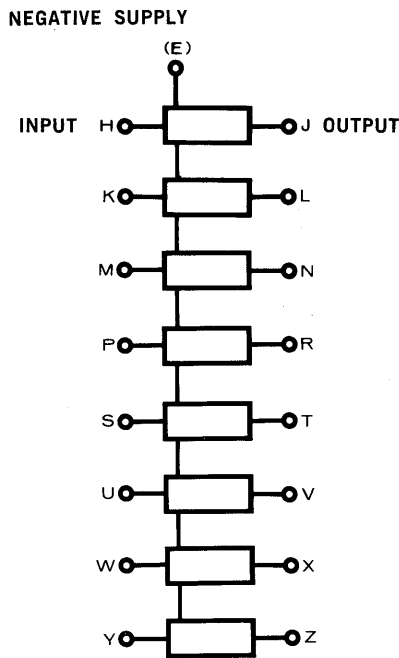 NEGATIVE SUPPLY
(E)
INPUT H J OUTPUT
K L
M N
P R
S T
U V
W X
Y Z